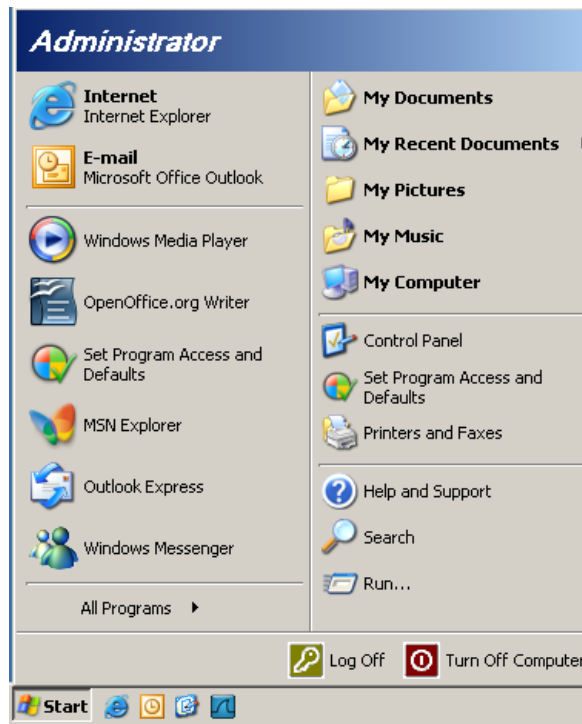 Administrator
Internet
Internet Explorer
E-mail
Microsoft Office Outlook
Windows Media Player
OpenOffice.org Writer
Set Program Access and
Defaults
MSN Explorer
Outlook Express
Windows Messenger
All Programs
My Documents
My Recent Documents
My Pictures
My Music
My Computer
Control Panel
Set Program Access and
Defaults
Printers and Faxes
Help and Support
Search
Run...
Log Off
Turn Off Computer
Start